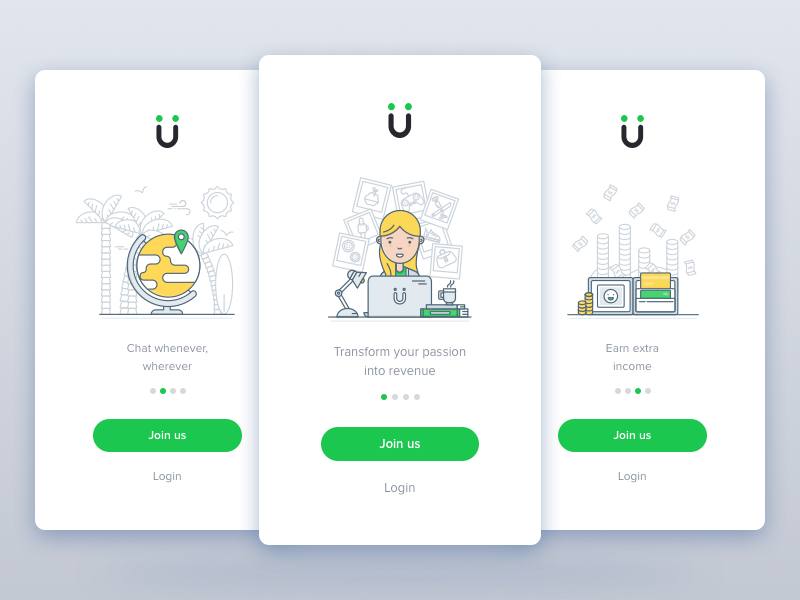 Chat whenever,
wherever
Join us
Login
Transform your passion
into revenue
Join us
Login
Earn extra
income
Join us
Login